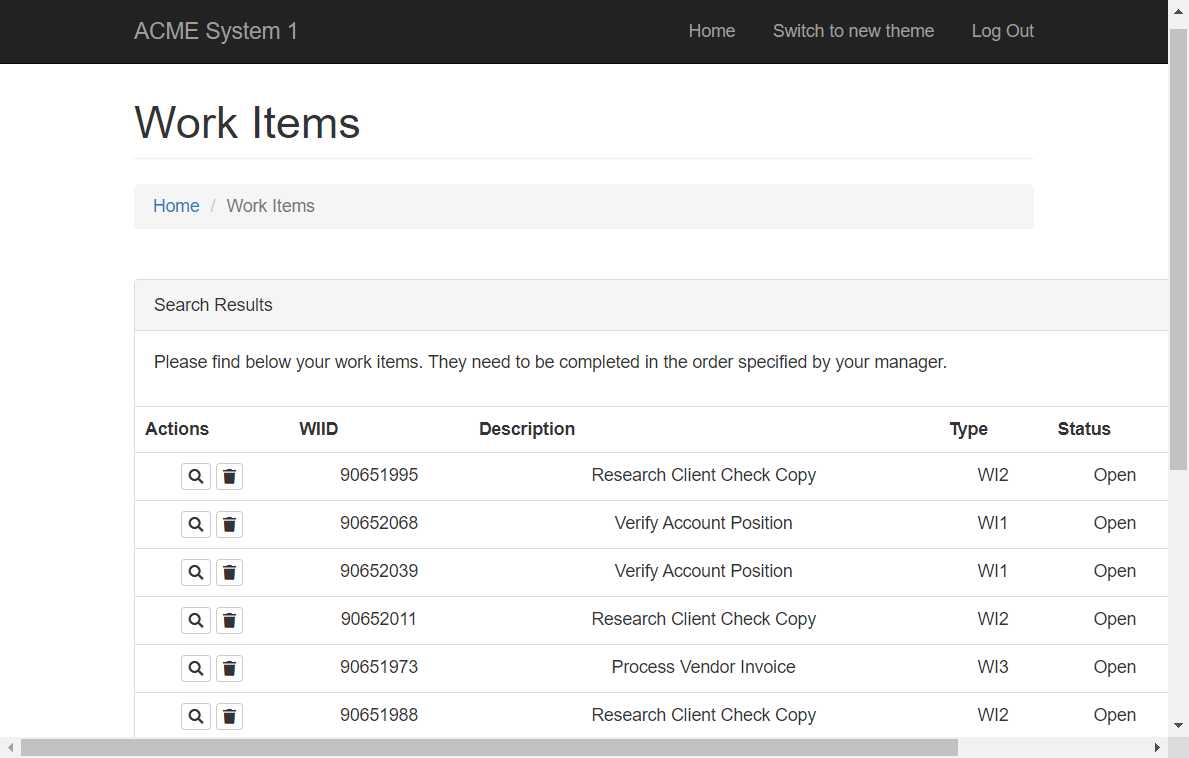 ACME System 1 Home Switch to new theme Log Out
Work Items
Home / Work Items
Search Results
Please find below your work items. They need to be completed in the order specified by your manager.
Actions WIID Description Type Status
90651995 Research Client Check Copy WI2 Open
90652068 Verify Account Position WI1 Open
90652039 Verify Account Position WI1 Open
90652011 Research Client Check Copy WI2 Open
90651973 Process Vendor Invoice WI3 Open
90651988 Research Client Check Copy WI2 Open